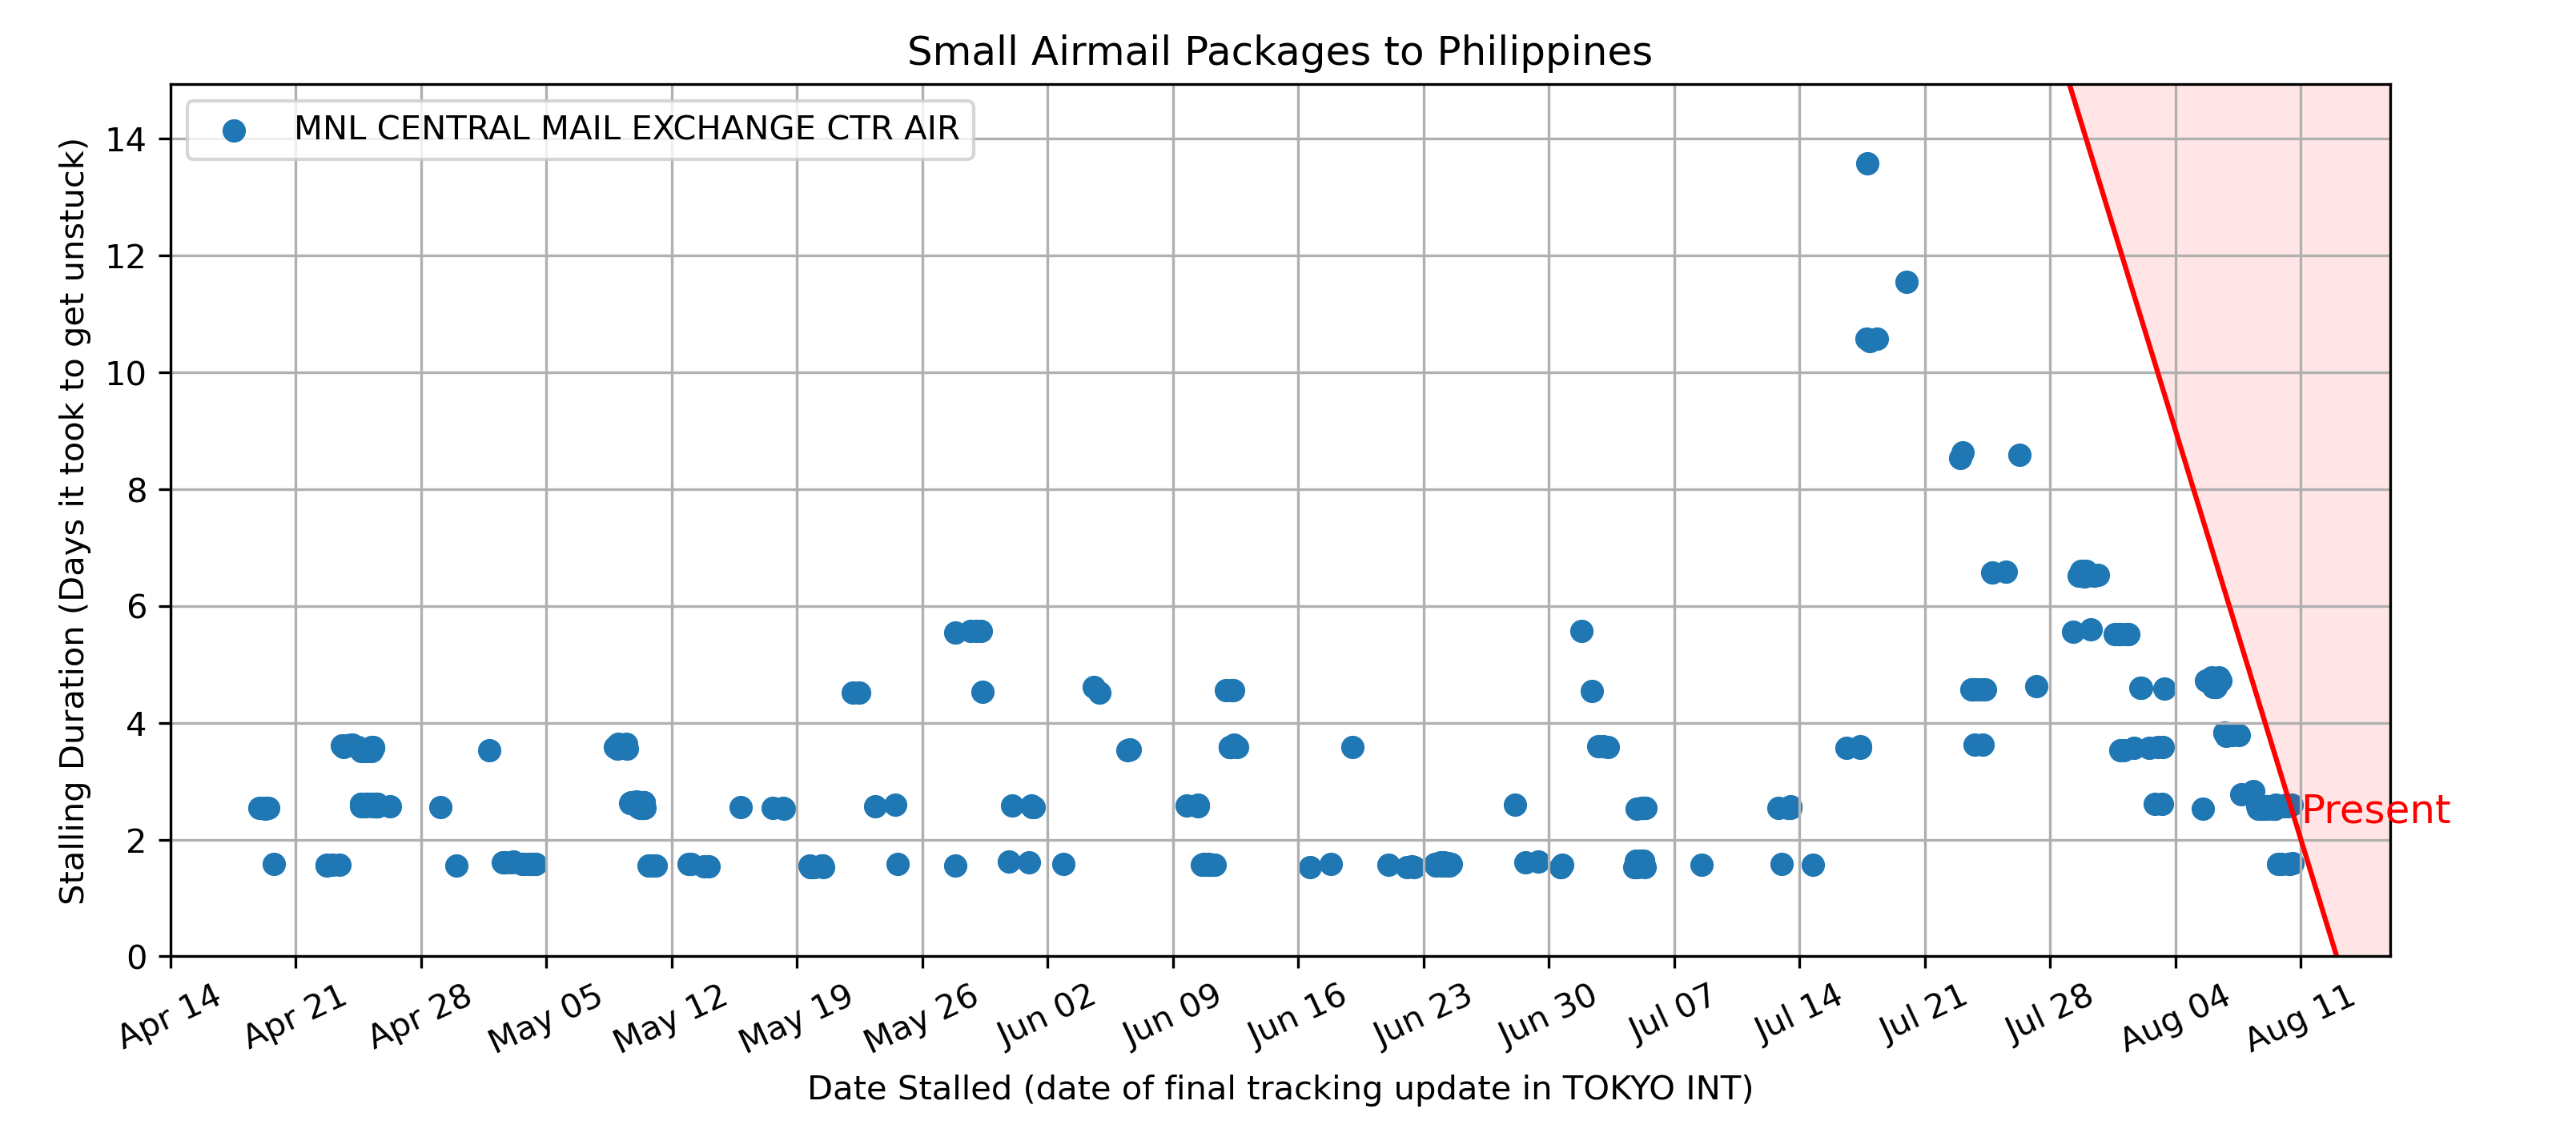 Small Airmail Packages to Philippines
MNL CENTRAL MAIL EXCHANGE CTR AIR
Stalling Duration (Days it took to get unstuck)
14
12
10
8
6
4
2
0
Present
Apr 14
Apr 21
Apr 28
May 05
May 12
May 19
May 26
Jun 02
Jun 09
Jun 16
Jun 23
Jun 30
Jul 07
Jul 14
Jul 21
Jul 28
Aug 04
Aug 11
Date Stalled (date of final tracking update in TOKYO INT)